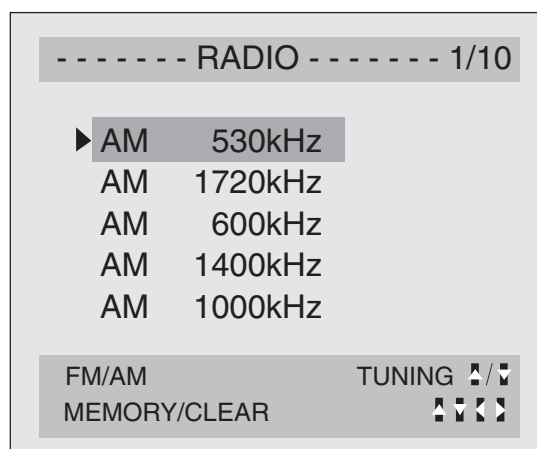 - - - - - - - RADIO - - - - - - - 1/10
AM 530kHz
AM 1720kHz
AM 600kHz
AM 1400kHz
AM 1000kHz
FM/AM TUNING /
MEMORY/CLEAR